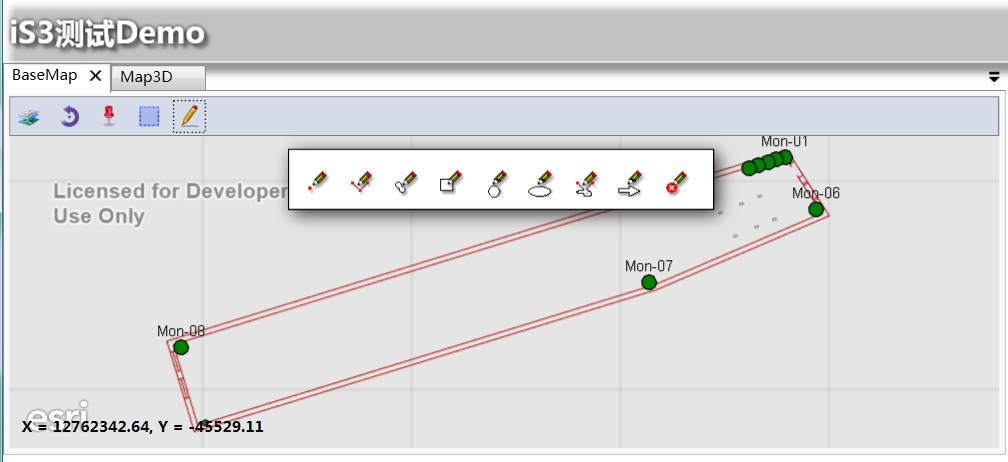 iS3测试Demo
BaseMap
Map3D
Mon-01
Licensed for Developer
Use Only
Mon-06
Mon-07
Mon-08
esri
X = 12762342.64, Y = -45529.11